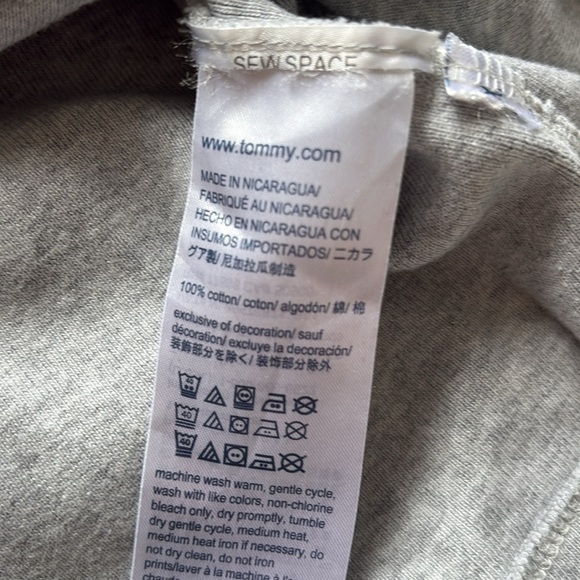 SEW SPACE
www.tommy.com
MADE IN NICARAGUA/
FABRIQUÉ AU NICARAGUA/
HECHO EN NICARAGUA CON
INSUMOS IMPORTADOS/ ニカラ
グア製/ 尼加拉瓜制造
100% cotton/ coton/ algodón/ 綿/ 棉
exclusive of decoration/ sauf
décoration/ excluye la decoración/
装飾部分を除く/ 装饰部分除外
40
40
40
machine wash warm, gentle cycle,
wash with like colors, non-chlorine
bleach only, dry promptly, tumble
dry gentle cycle, medium heat,
medium heat iron if necessary, do
not dry clean, do not iron
prints/laver à la machine à l'